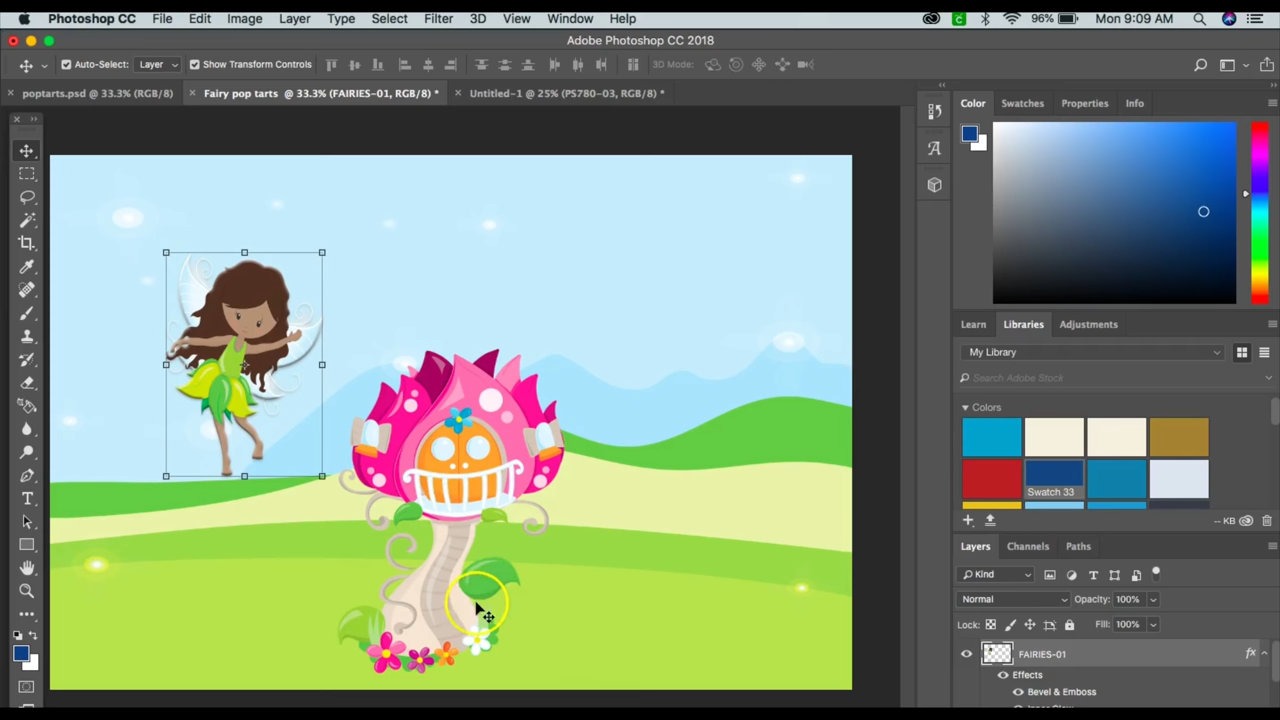 Photoshop CC File Edit Image Layer Type Select Filter 3D View Window Help 96% Mon 9:09 AM
Adobe Photoshop CC 2018
Auto-Select: Layer Show Transform Controls 3D Mode:
poptarts.psd @ 33.3% (RGB/8) Fairy pop tarts @ 33.3% (FAIRIES-01, RGB/8) * Untitled-1 @ 25% (PS780-03, RGB/8) *
Color Swatches Properties Info
Learn Libraries Adjustments
My Library
Search Adobe Stock
Colors
Swatch 33
-- KB
Layers Channels Paths
Kind
Normal Opacity: 100%
Lock: Fill: 100%
FAIRIES-01 fx
Effects
Bevel & Emboss